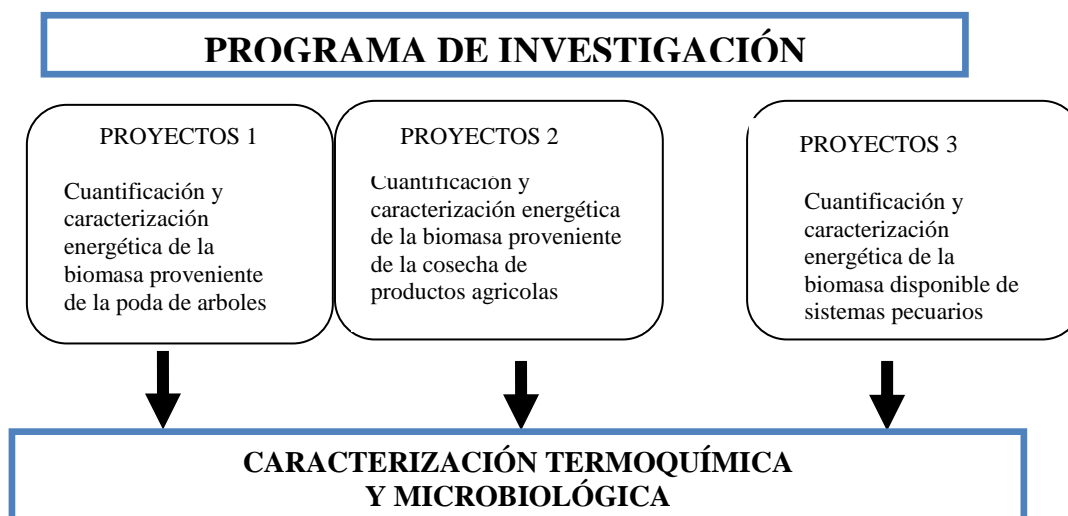 PROGRAMA DE INVESTIGACIÓN
PROYECTOS 1
Cuantificación y
caracterización
energética de la
biomasa proveniente
de la poda de arboles
PROYECTOS 2
Cuantificación y
caracterización energética
de la biomasa proveniente
de la cosecha de
productos agricolas
PROYECTOS 3
Cuantificación y
caracterización
energética de la
biomasa disponible de
sistemas pecuarios
CARACTERIZACIÓN TERMOQUÍMICA
Y MICROBIOLÓGICA